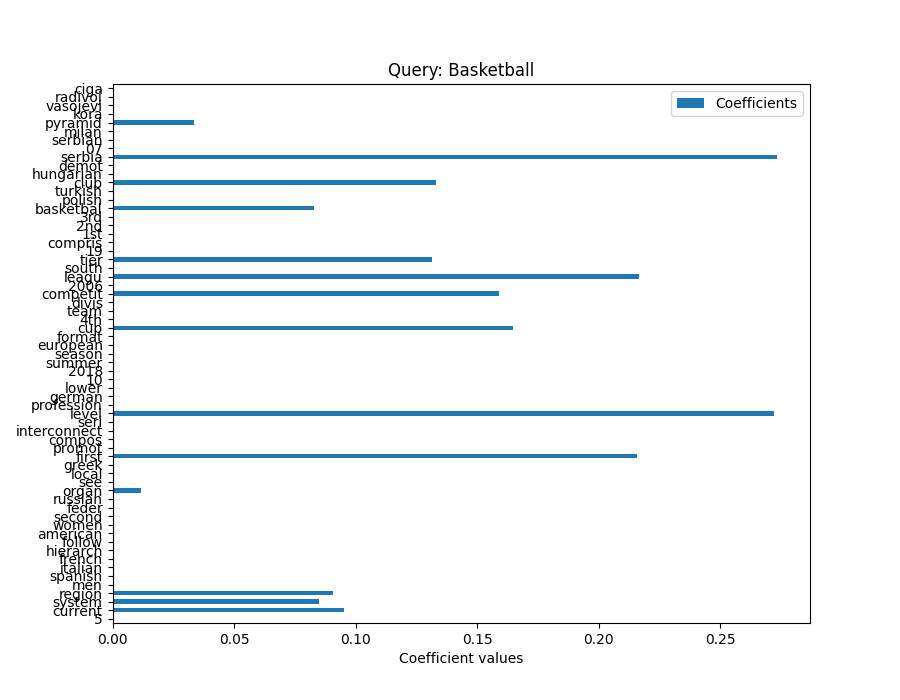 Query: Basketball
ciga
radivoj
vasojevi
kora
pyramid
milan
serbian
07
serbia
demot
hungarian
club
turkish
polish
basketbal
3rd
2nd
1st
compris
19
tier
south
leagu
2006
competit
divis
team
4th
cup
format
european
season
summer
2018
10
lower
german
profession
level
seri
interconnect
compos
promot
first
greek
local
see
organ
russian
feder
second
women
american
follow
hierarch
french
italian
spanish
men
region
system
current
5
Coefficients
0.00 0.05 0.10 0.15 0.20 0.25
Coefficient values